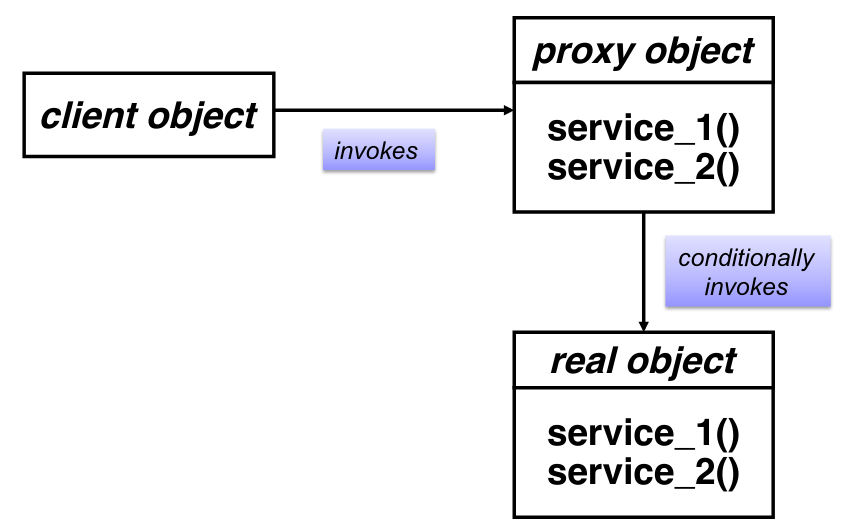 client object
invokes
proxy object
service_1()
service_2()
conditionally
invokes
real object
service_1()
service_2()